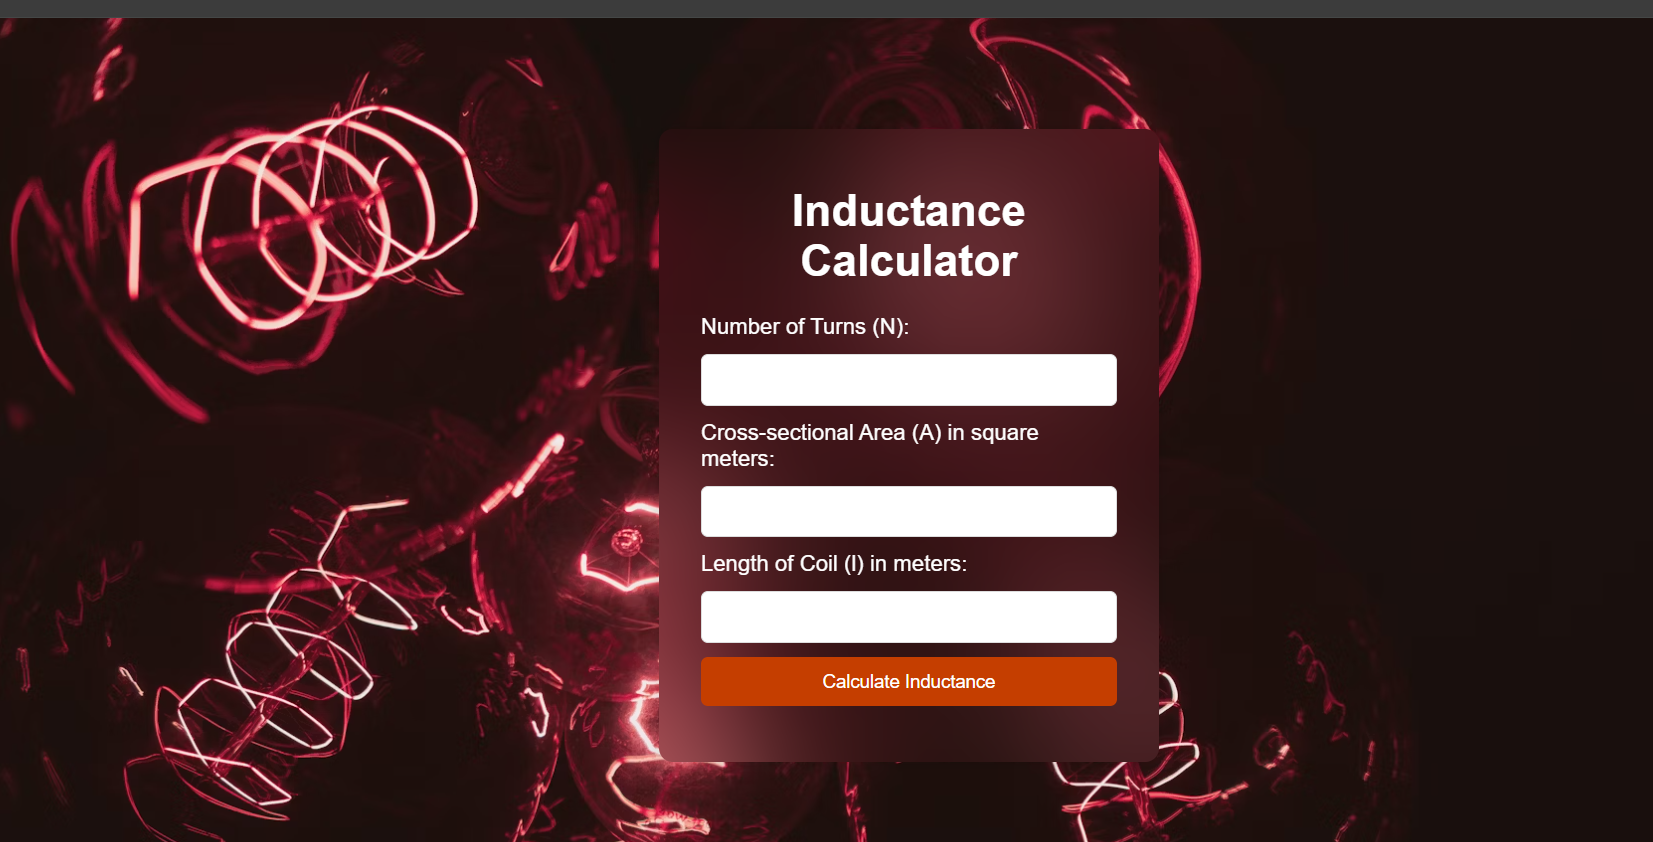 Inductance
Calculator
Number of Turns (N):
Cross-sectional Area (A) in square
meters:
Length of Coil (l) in meters:
Calculate Inductance